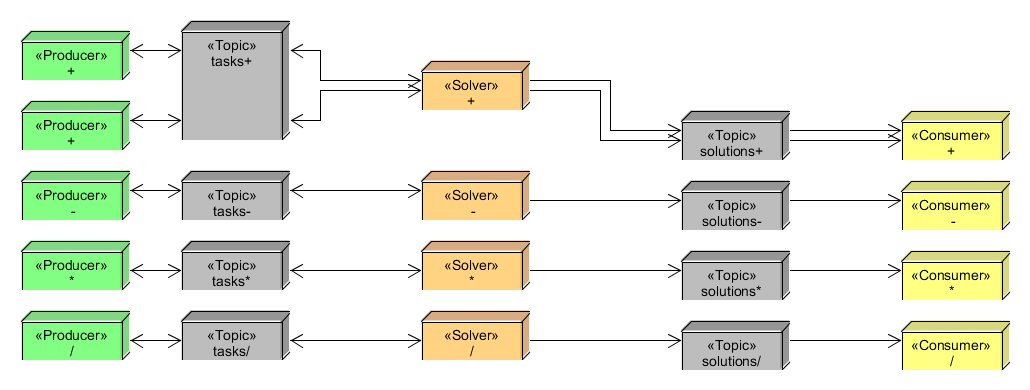 «Producer»
+
«Topic»
tasks+
«Solver»
+
«Producer»
+
«Topic»
solutions+
«Consumer»
+
«Producer»
-
«Topic»
tasks-
«Solver»
-
«Topic»
solutions-
«Consumer»
-
«Producer»
*
«Topic»
tasks*
«Solver»
*
«Topic»
solutions*
«Consumer»
*
«Producer»
/
«Topic»
tasks/
«Solver»
/
«Topic»
solutions/
«Consumer»
/